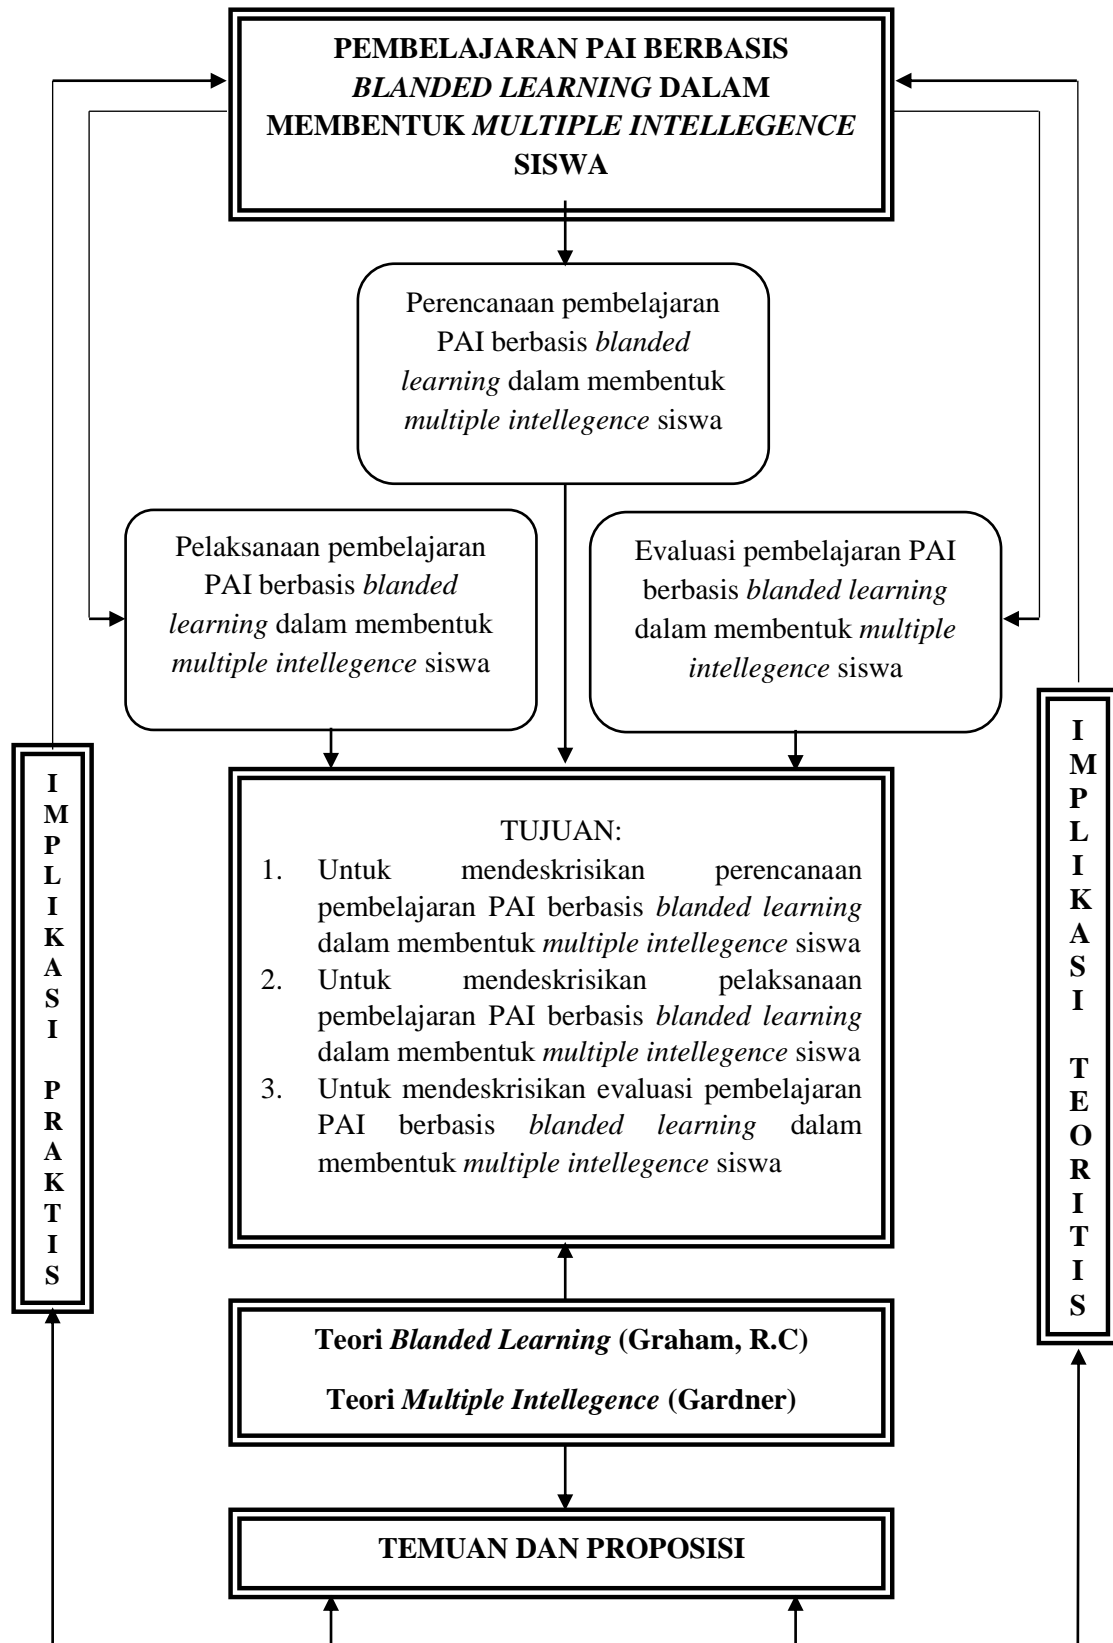 PEMBELAJARAN PAI BERBASIS
BLANDED LEARNING DALAM
MEMBENTUK MULTIPLE INTELLEGENCE
SISWA
Perencanaan pembelajaran
PAI berbasis blanded
learning dalam membentuk
multiple intellegence siswa
Pelaksanaan pembelajaran
PAI berbasis blanded
learning dalam membentuk
multiple intellegence siswa
Evaluasi pembelajaran PAI
berbasis blanded learning
dalam membentuk multiple
intellegence siswa
IMPLIKASI PRAKTIS
TUJUAN:
1. Untuk mendeskrisikan perencanaan
pembelajaran PAI berbasis blanded learning
dalam membentuk multiple intellegence siswa
2. Untuk mendeskrisikan pelaksanaan
pembelajaran PAI berbasis blanded learning
dalam membentuk multiple intellegence siswa
3. Untuk mendeskrisikan evaluasi pembelajaran
PAI berbasis blanded learning dalam
membentuk multiple intellegence siswa
IMPLIKASI TEORITIS
Teori Blanded Learning (Graham, R.C)
Teori Multiple Intellegence (Gardner)
TEMUAN DAN PROPOSISI